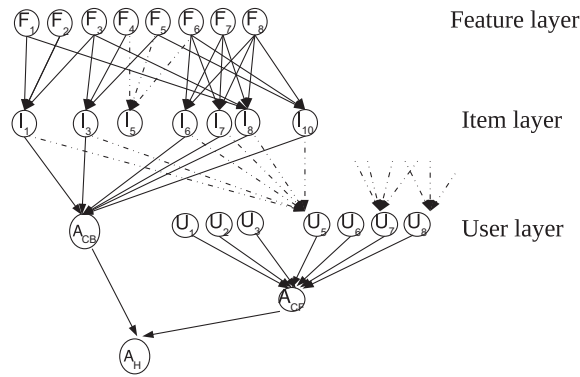 F1 F2 F3 F4 F5 F6 F7 F8 Feature layer
I1 I3 I5 I6 I7 I8 I10 Item layer
ACB U1 U2 U3 U5 U6 U7 U8 User layer
ACF
AH